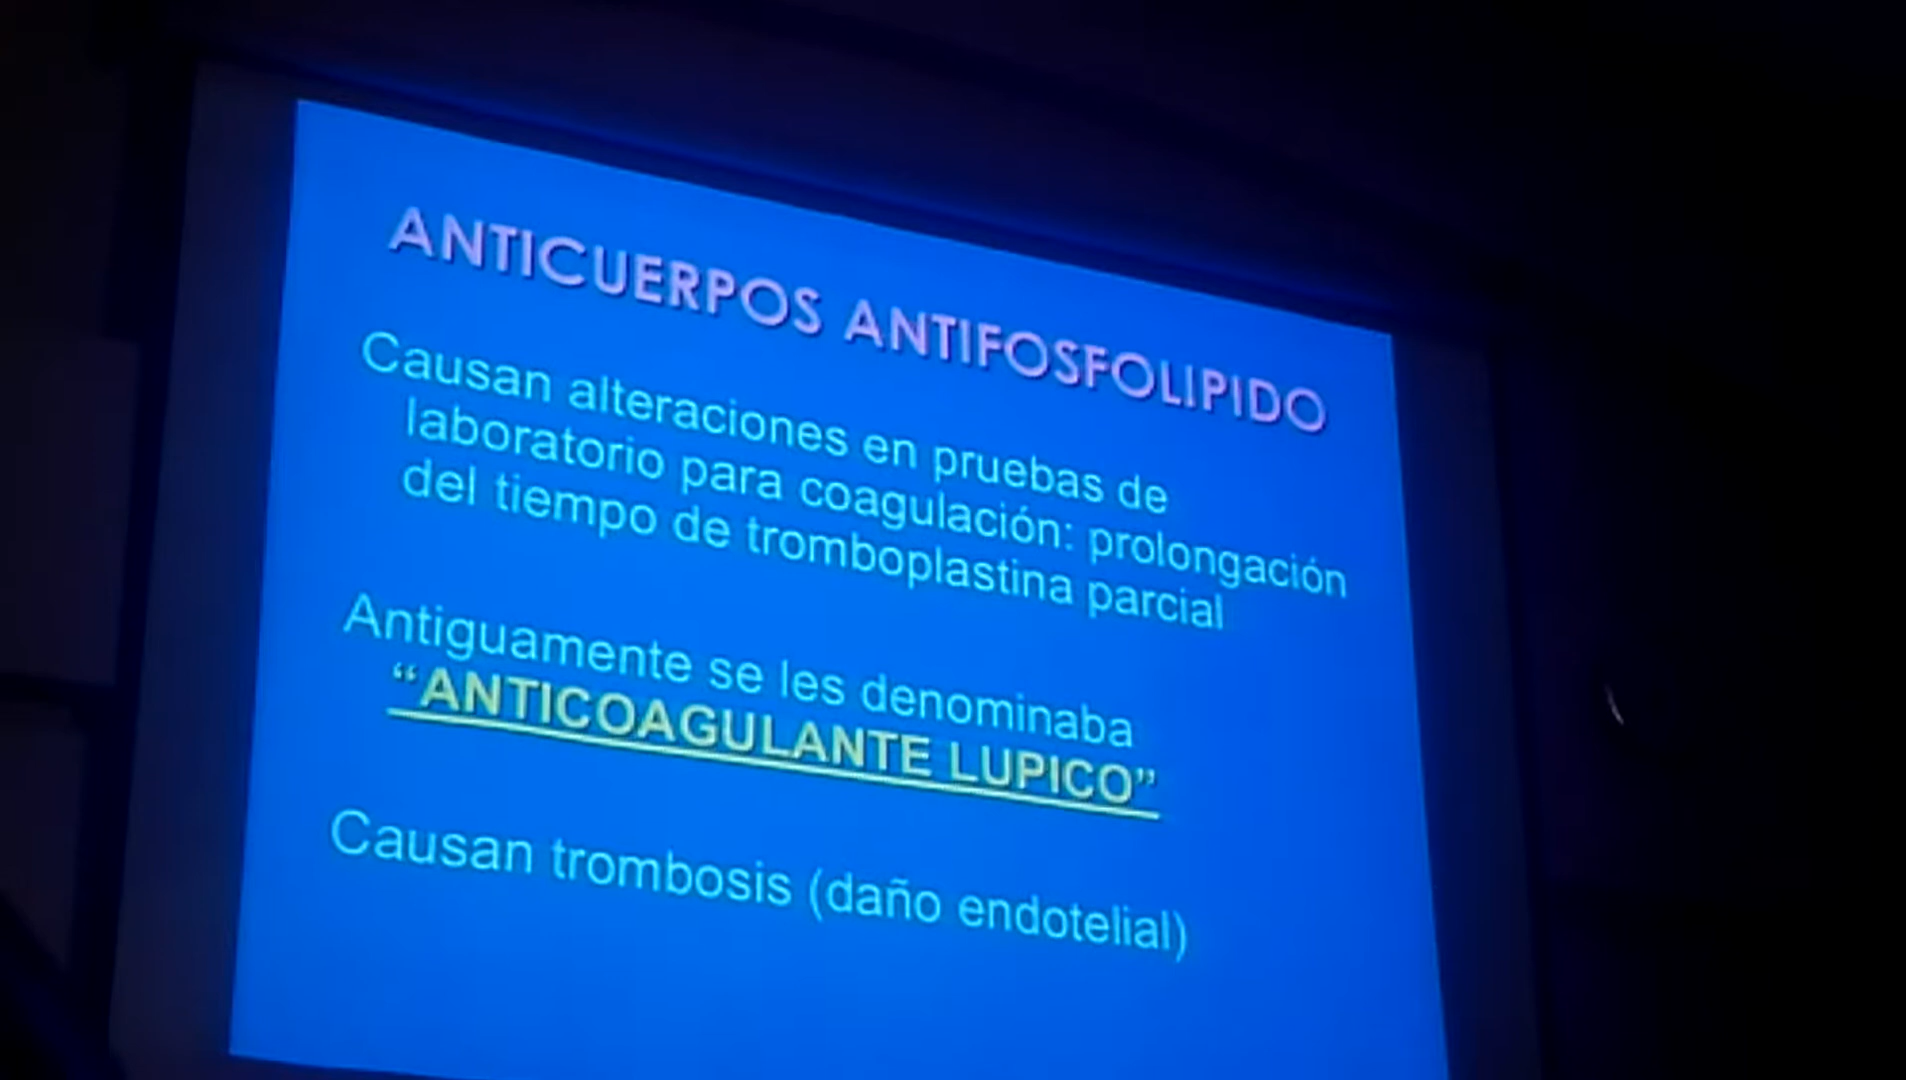 ANTICUERPOS ANTIFOSFOLIPIDO
Causan alteraciones en pruebas de
laboratorio para coagulación: prolongación
del tiempo de tromboplastina parcial
Antiguamente se les denominaba
“ANTICOAGULANTE LUPICO”
Causan trombosis (daño endotelial)